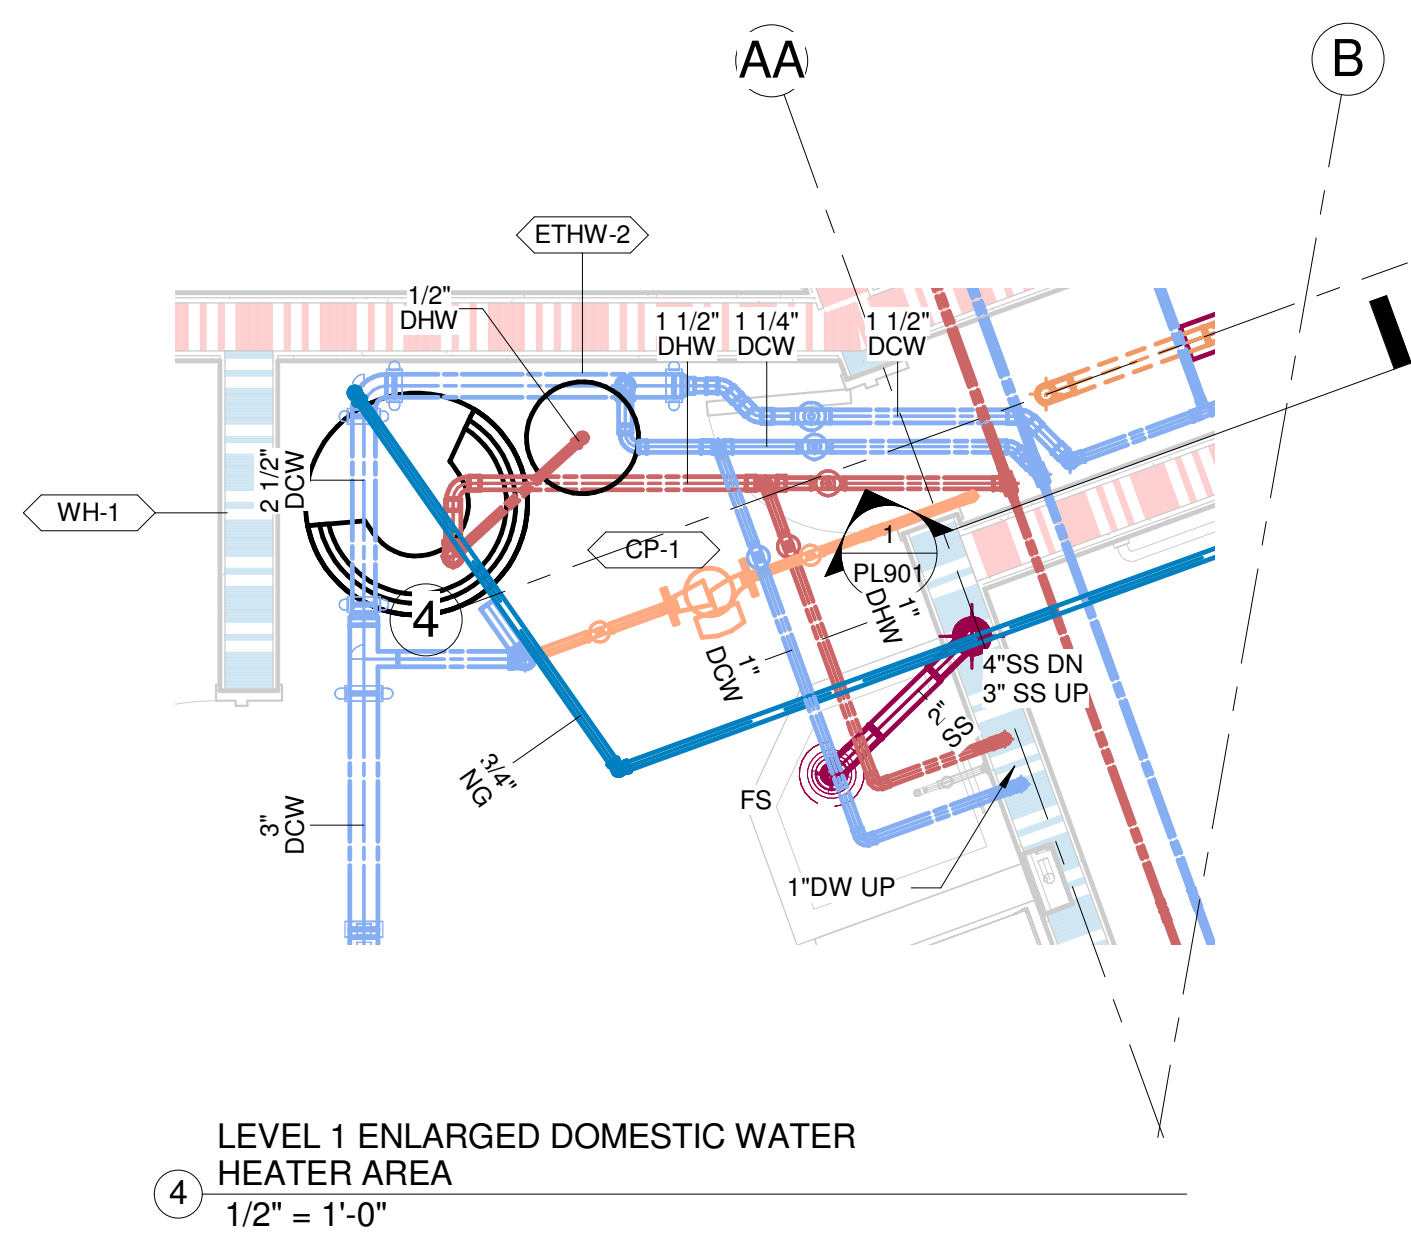 AA
B
ETHW-2
1/2"
DHW
1 1/2"
DHW
1 1/4"
DCW
1 1/2"
DCW
2 1/2"
DCW
WH-1
CP-1
1
PL901
4
1"
DHW
1"
DCW
4"SS DN
3" SS UP
2"
SS
3/4"
NG
FS
3"
DCW
1"DW UP
LEVEL 1 ENLARGED DOMESTIC WATER
HEATER AREA
4
1/2" = 1'-0"